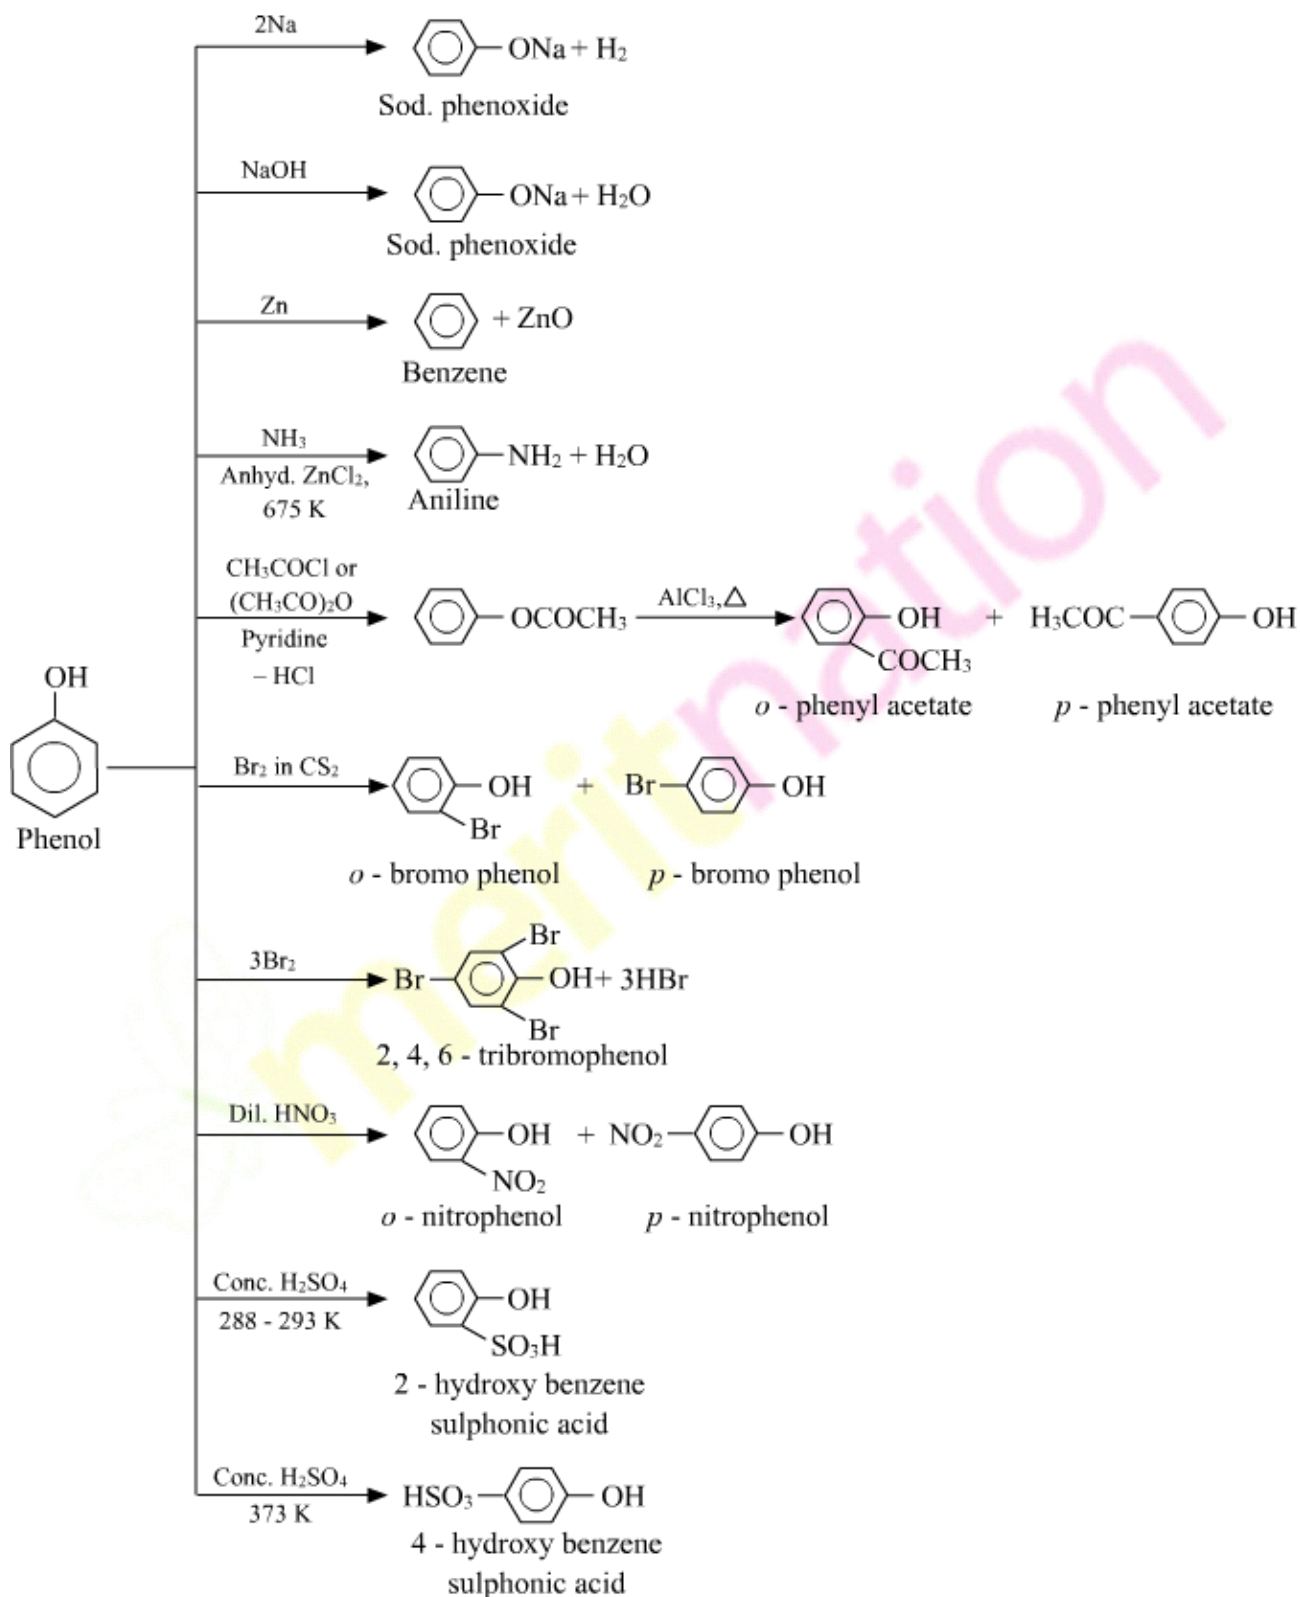 2Na
ONa + H₂
Sod. phenoxide
NaOH
ONa + H₂O
Sod. phenoxide
Zn
+ ZnO
Benzene
NH₃
Anhyd. ZnCl₂,
675 K
NH₂ + H₂O
Aniline
CH₃COCl or
(CH₃CO)₂O
Pyridine
– HCl
OCOCH₃
AlCl₃, △
OH
COCH₃
+
H₃COC
OH
o - phenyl acetate
p - phenyl acetate
OH
Phenol
Br₂ in CS₂
OH
Br
+
Br
OH
o - bromo phenol
p - bromo phenol
3Br₂
Br
Br
OH + 3HBr
Br
2, 4, 6 - tribromophenol
Dil. HNO₃
OH
NO₂
+ NO₂
OH
o - nitrophenol
p - nitrophenol
Conc. H₂SO₄
288 - 293 K
OH
SO₃H
2 - hydroxy benzene
sulphonic acid
Conc. H₂SO₄
373 K
HSO₃
OH
4 - hydroxy benzene
sulphonic acid
meritnation